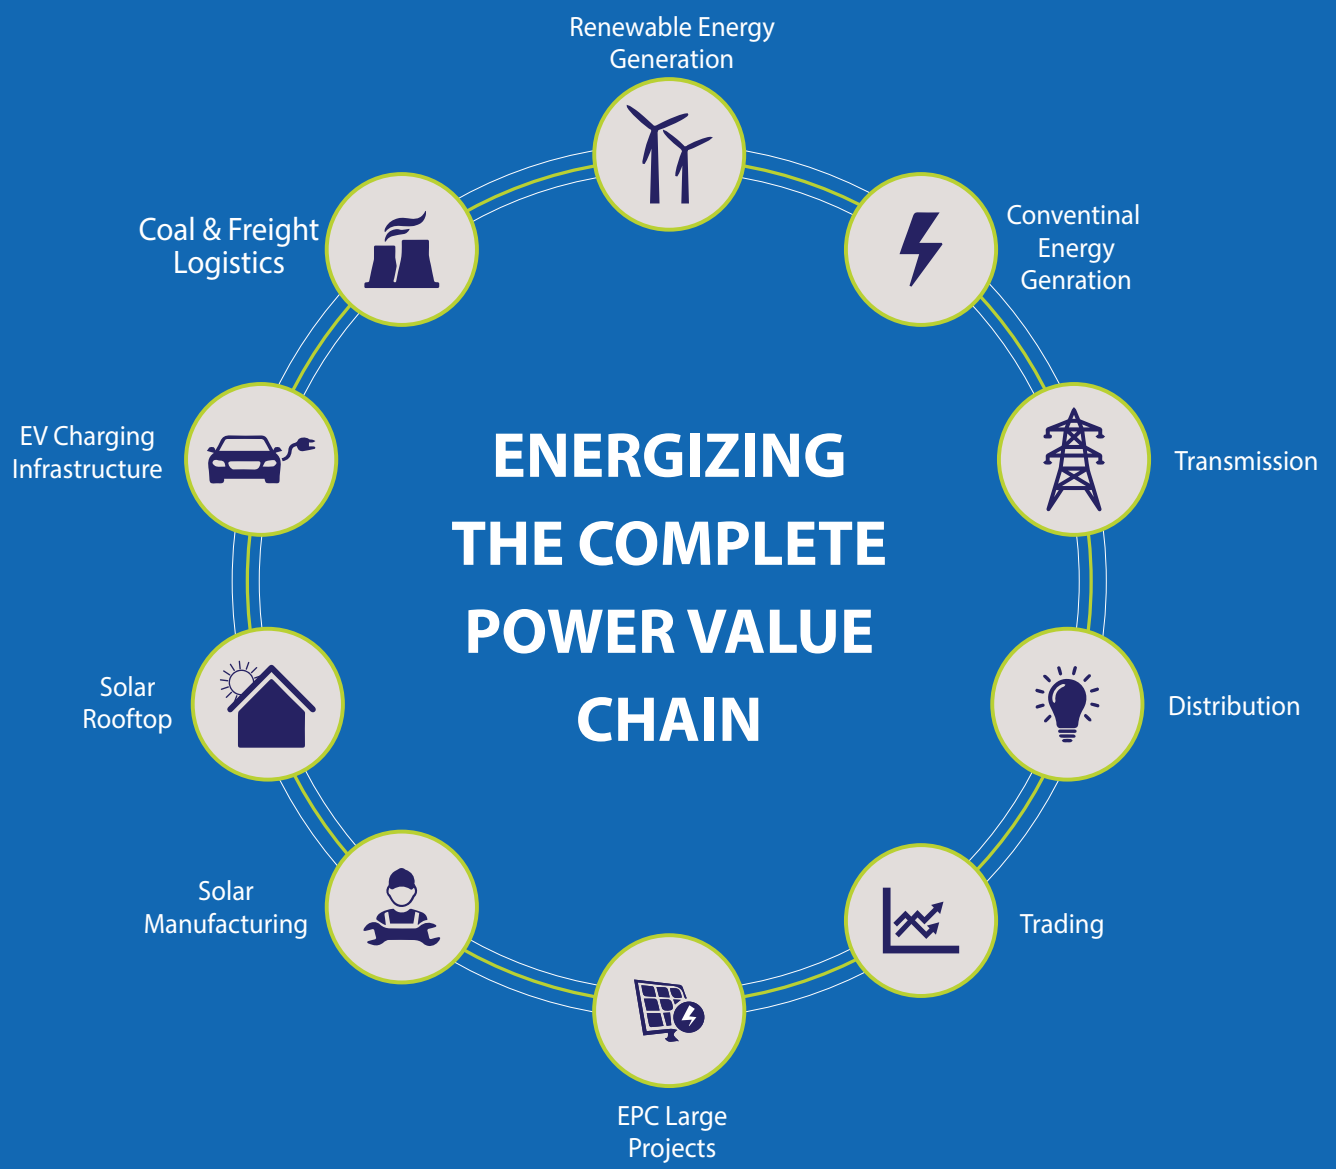 Renewable Energy
Generation
Conventinal
Energy
Genration
Transmission
Distribution
Trading
EPC Large
Projects
Solar
Manufacturing
Solar
Rooftop
EV Charging
Infrastructure
Coal & Freight
Logistics
ENERGIZING
THE COMPLETE
POWER VALUE
CHAIN